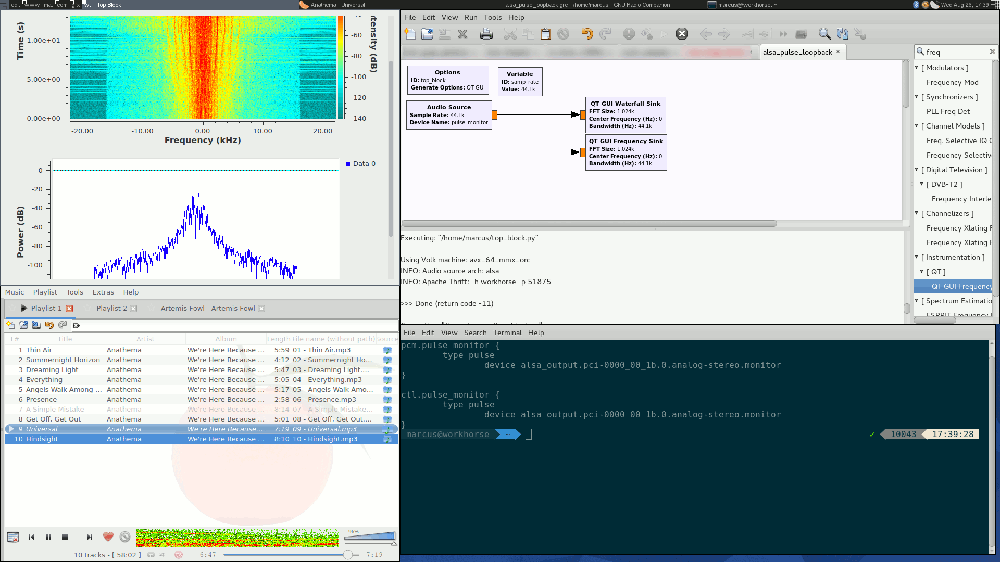 edit www mat com gfx wtf Top Block
Anathema - Universal
alsa_pulse_loopback.grc - /home/marcus - GNU Radio Companion
marcus@workhorse: ~
Wed Aug 26, 17:39
Time (s)
1.00e+01
5.00e+00
0.00e+00
-20.00 -10.00 0.00 10.00 20.00
Frequency (kHz)
-60
-80
-100
-120
-140
ntensity (dB)
Data 0
0
-20
-40
-60
-80
-100
Power (dB)
File Edit View Run Tools Help
alsa_pulse_loopback
Options
ID: top_block
Generate Options: QT GUI
Variable
ID: samp_rate
Value: 44.1k
Audio Source
Sample Rate: 44.1k
Device Name: pulse_monitor
QT GUI Waterfall Sink
FFT Size: 1.024k
Center Frequency (Hz): 0
Bandwidth (Hz): 44.1k
QT GUI Frequency Sink
FFT Size: 1.024k
Center Frequency (Hz): 0
Bandwidth (Hz): 44.1k
freq
[ Modulators ]
Frequency Mod
[ Synchronizers ]
PLL Freq Det
[ Channel Models ]
Freq. Selective IQ
Frequency Selectiv
[ Digital Television ]
[ DVB-T2 ]
Frequency Interle
[ Channelizers ]
Frequency Xlating F
Frequency Xlating F
[ Instrumentation ]
[ QT ]
QT GUI Frequency
[ Spectrum Estimatio
ESPRIT Frequency
Executing: "/home/marcus/top_block.py"
Using Volk machine: avx_64_mmx_orc
INFO: Audio source arch: alsa
INFO: Apache Thrift: -h workhorse -p 51875
>>> Done (return code -11)
Music Playlist Tools Extras Help
Playlist 1 Playlist 2 Artemis Fowl - Artemis Fowl
T# Title Artist Album Length File name (without path) Source
1 Thin Air Anathema We're Here Because ... 5:59 01 - Thin Air.mp3
2 Summernight Horizon Anathema We're Here Because ... 4:12 02 - Summernight Ho...
3 Dreaming Light Anathema We're Here Because ... 5:47 03 - Dreaming Light....
4 Everything Anathema We're Here Because ... 5:05 04 - Everything.mp3
5 Angels Walk Among ... Anathema We're Here Because ... 5:17 05 - Angels Walk Amo...
6 Presence Anathema We're Here Because ... 2:58 06 - Presence.mp3
7 A Simple Mistake Anathema We're Here Because ... 8:14 07 - A Simple Mistake...
8 Get Off, Get Out Anathema We're Here Because ... 5:01 08 - Get Off, Get Out....
9 Universal Anathema We're Here Because... 7:19 09 - Universal.mp3
10 Hindsight Anathema We're Here Because ... 8:10 10 - Hindsight.mp3
96%
10 tracks - [ 58:02 ] 6:47 7:19
File Edit View Search Terminal Help
pcm.pulse_monitor {
type pulse
device alsa_output.pci-0000_00_1b.0.analog-stereo.monitor
}
ctl.pulse_monitor {
type pulse
device alsa_output.pci-0000_00_1b.0.analog-stereo.monitor
}
marcus@workhorse ~ ✓ 10043 17:39:28